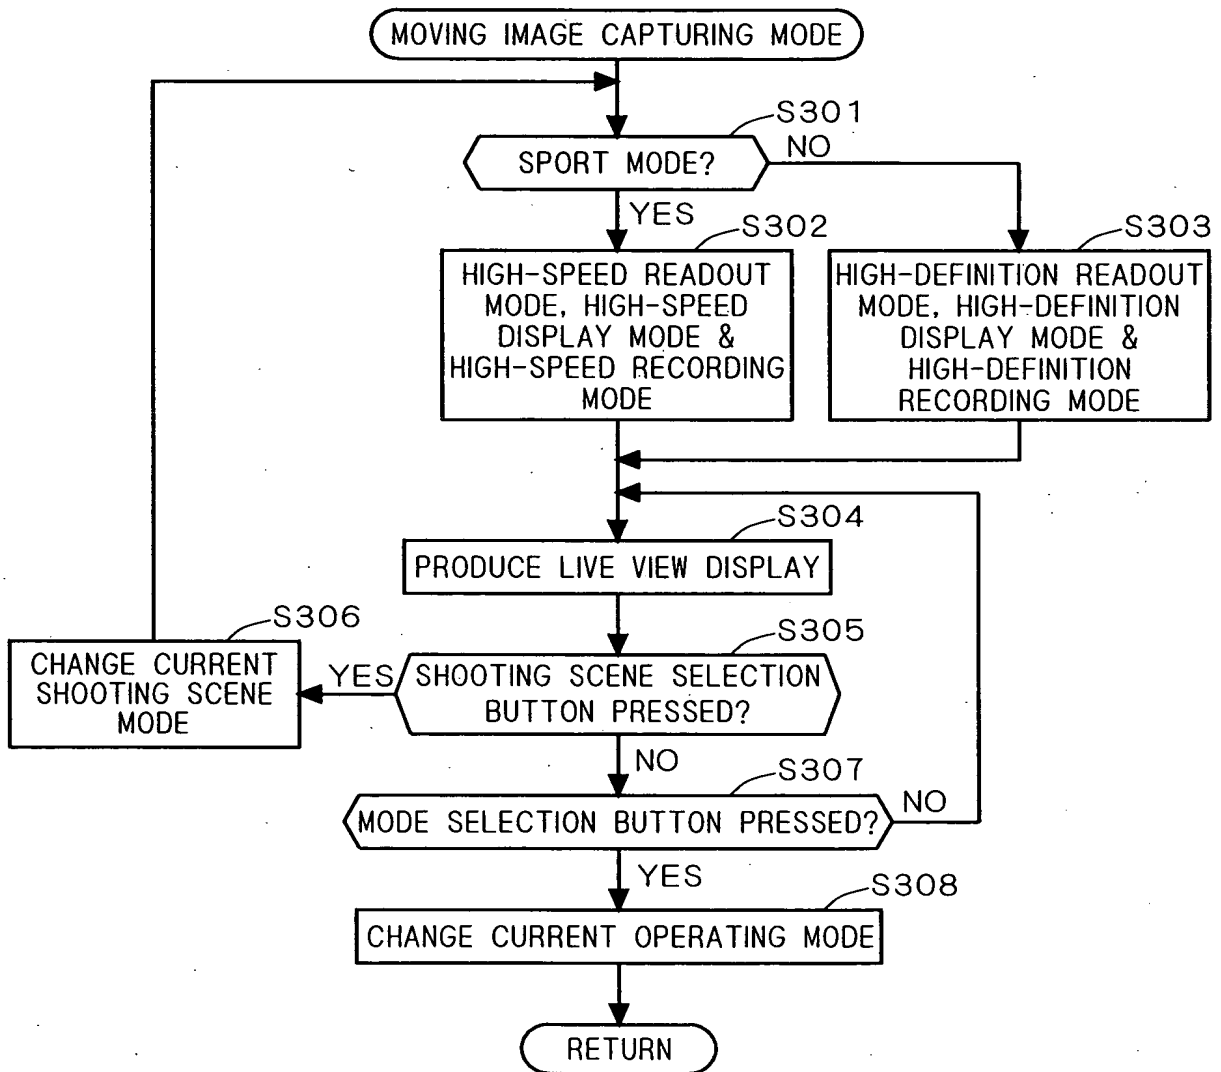 MOVING IMAGE CAPTURING MODE
S301
SPORT MODE?
NO
YES
S302
HIGH-SPEED READOUT
MODE, HIGH-SPEED
DISPLAY MODE &
HIGH-SPEED RECORDING
MODE
S303
HIGH-DEFINITION READOUT
MODE, HIGH-DEFINITION
DISPLAY MODE &
HIGH-DEFINITION
RECORDING MODE
S304
PRODUCE LIVE VIEW DISPLAY
S305
SHOOTING SCENE SELECTION
BUTTON PRESSED?
YES
S306
CHANGE CURRENT
SHOOTING SCENE
MODE
NO
S307
MODE SELECTION BUTTON PRESSED?
NO
YES
S308
CHANGE CURRENT OPERATING MODE
RETURN